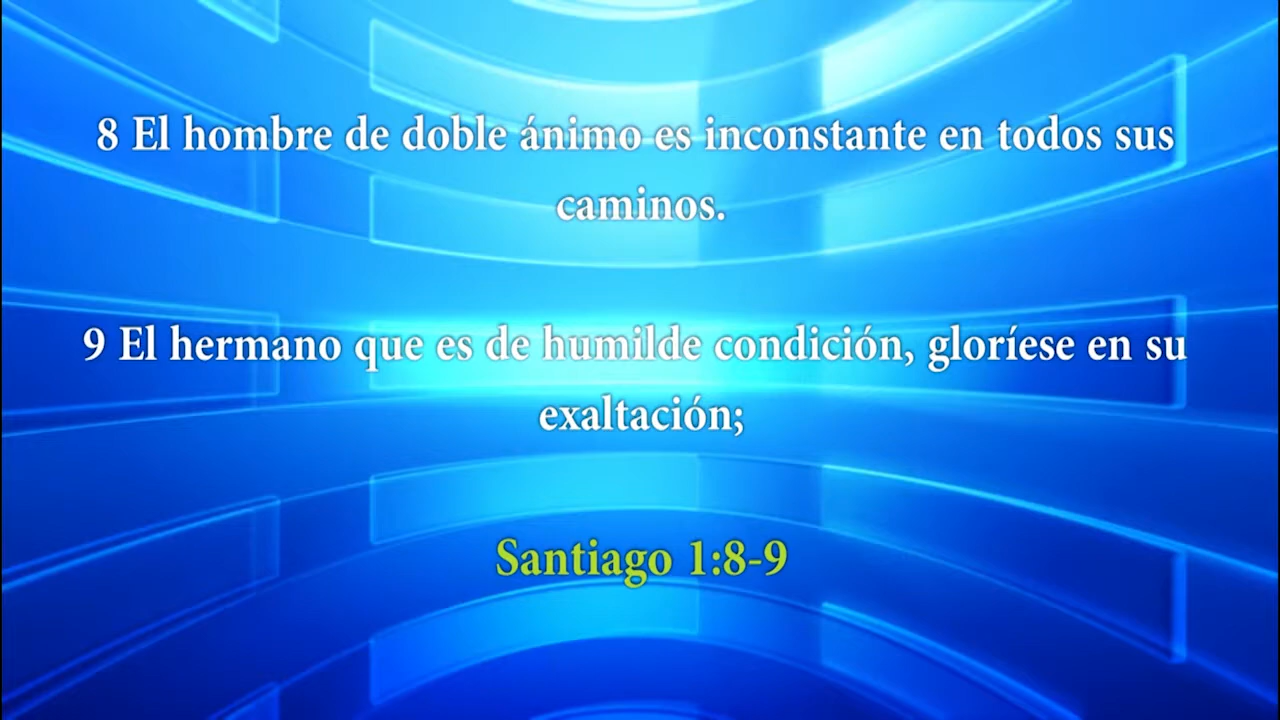 8 El hombre de doble ánimo es inconstante en todos sus
caminos.
9 El hermano que es de humilde condición, gloríese en su
exaltación;
Santiago 1:8-9